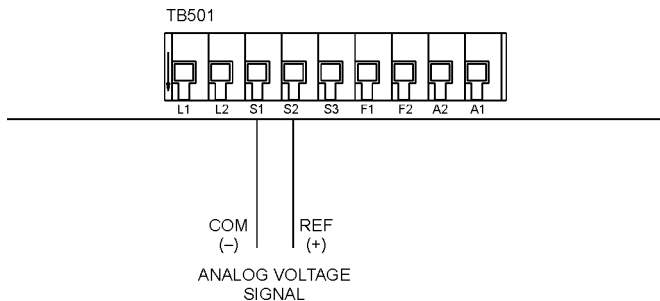 TB501
L1 L2 S1 S2 S3 F1 F2 A2 A1
COM REF
(–) (+)
ANALOG VOLTAGE
SIGNAL